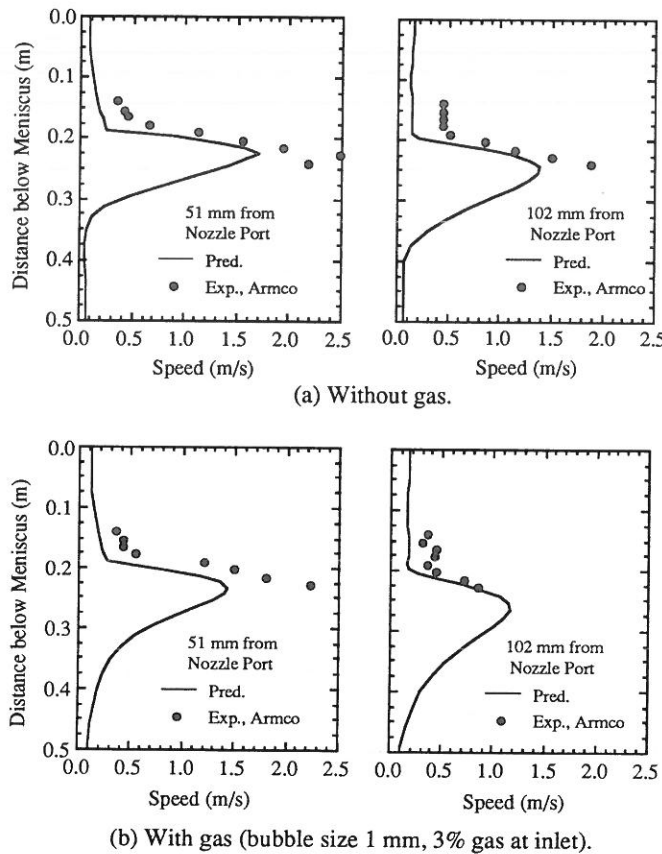 0.0
0.1
0.2
0.3
0.4
0.5
Distance below Meniscus (m)
51 mm from
Nozzle Port
Pred.
Exp., Armco
0.0 0.5 1.0 1.5 2.0 2.5
Speed (m/s)
102 mm from
Nozzle Port
Pred.
Exp., Armco
0.0 0.5 1.0 1.5 2.0 2.5
Speed (m/s)
(a) Without gas.
0.0
0.1
0.2
0.3
0.4
0.5
Distance below Meniscus (m)
51 mm from
Nozzle Port
Pred.
Exp., Armco
0.0 0.5 1.0 1.5 2.0 2.5
Speed (m/s)
102 mm from
Nozzle Port
Pred.
Exp., Armco
0.0 0.5 1.0 1.5 2.0 2.5
Speed (m/s)
(b) With gas (bubble size 1 mm, 3% gas at inlet).